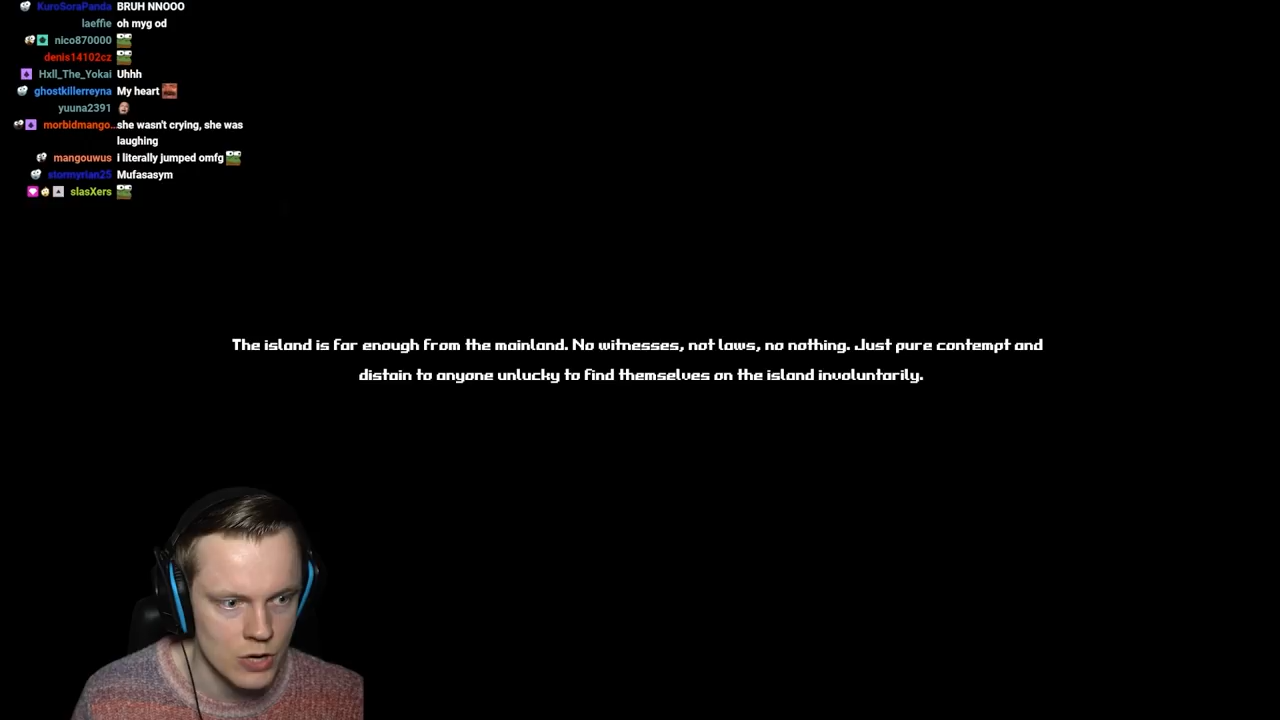 KuroSoraPanda BRUH NNOOO
laeffie oh myg od
nico870000
denis14102cz
Hxll_The_Yokai Uhhh
ghostkillerreyna My heart
yuuna2391
morbidmango... she wasn't crying, she was
laughing
mangouwus i literally jumped omfg
stormyrian25 Mufasasym
slasXers
The island is far enough from the mainland. No witnesses, not laws, no nothing. Just pure contempt and
distain to anyone unlucky to find themselves on the island involuntarily.